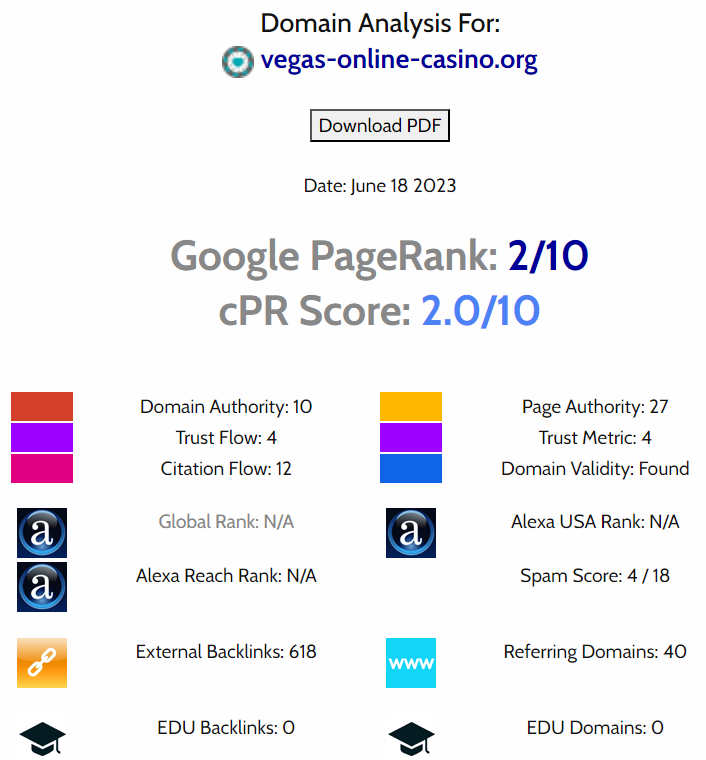 Domain Analysis For:
vegas-online-casino.org
Download PDF
Date: June 18 2023
Google PageRank: 2/10
cPR Score: 2.0/10
Domain Authority: 10
Page Authority: 27
Trust Flow: 4
Trust Metric: 4
Citation Flow: 12
Domain Validity: Found
a
Global Rank: N/A
a
Alexa USA Rank: N/A
a
Alexa Reach Rank: N/A
Spam Score: 4 / 18
External Backlinks: 618
www
Referring Domains: 40
EDU Backlinks: 0
EDU Domains: 0